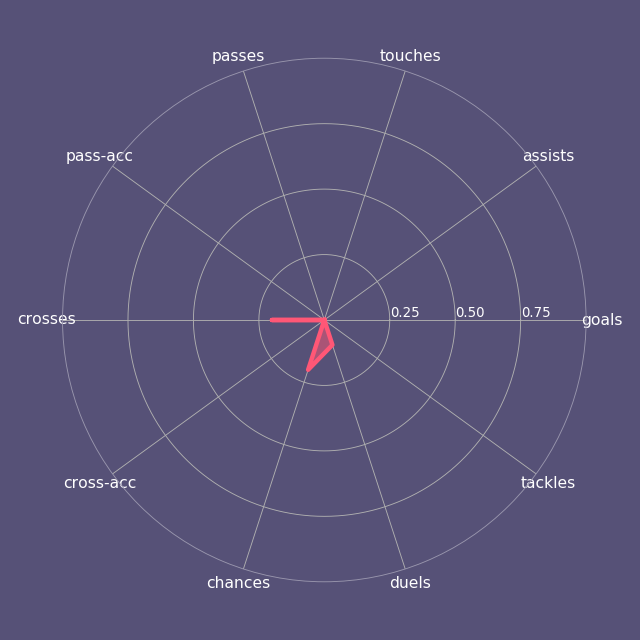 passes
touches
pass-acc
assists
0.25
0.50
0.75
crosses
goals
cross-acc
tackles
chances
duels